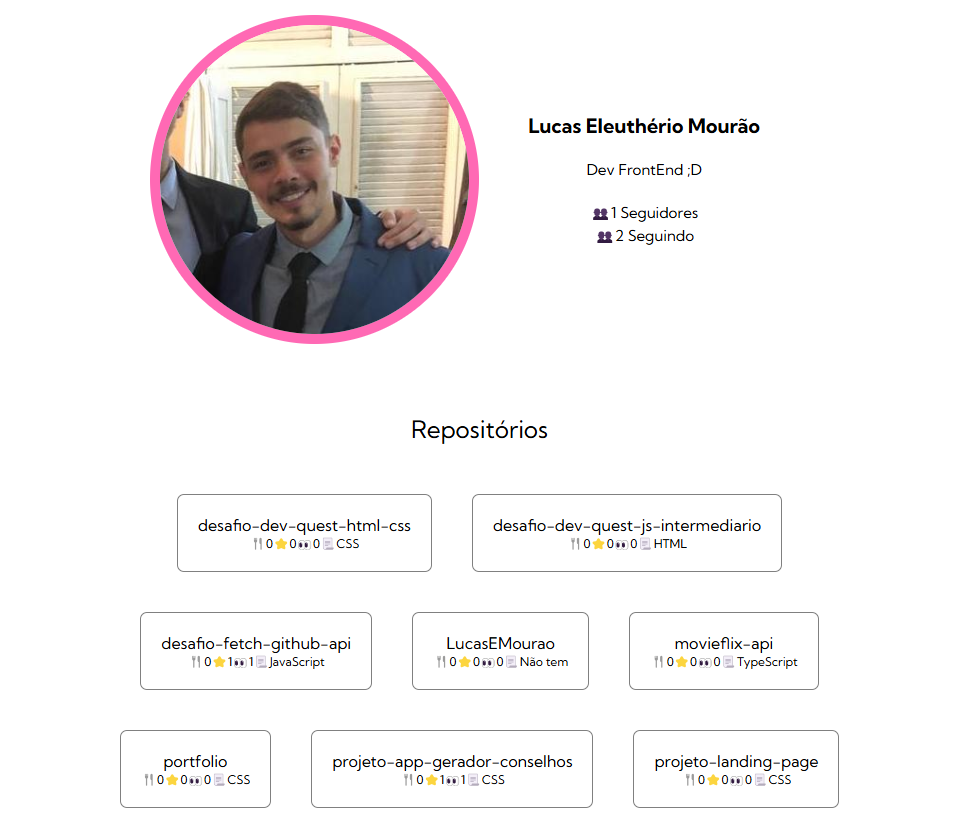 Lucas Eleuthério Mourão
Dev FrontEnd ;D
👥 1 Seguidores
👥 2 Seguindo
Repositórios
desafio-dev-quest-html-css
🍴 0 ⭐ 0 👀 0 📃 CSS
desafio-dev-quest-js-intermediario
🍴 0 ⭐ 0 👀 0 📃 HTML
desafio-fetch-github-api
🍴 0 ⭐ 1 👀 1 📃 JavaScript
LucasEMourao
🍴 0 ⭐ 0 👀 0 📃 Não tem
movieflix-api
🍴 0 ⭐ 0 👀 0 📃 TypeScript
portfolio
🍴 0 ⭐ 0 👀 0 📃 CSS
projeto-app-gerador-conselhos
🍴 0 ⭐ 1 👀 1 📃 CSS
projeto-landing-page
🍴 0 ⭐ 0 👀 0 📃 CSS